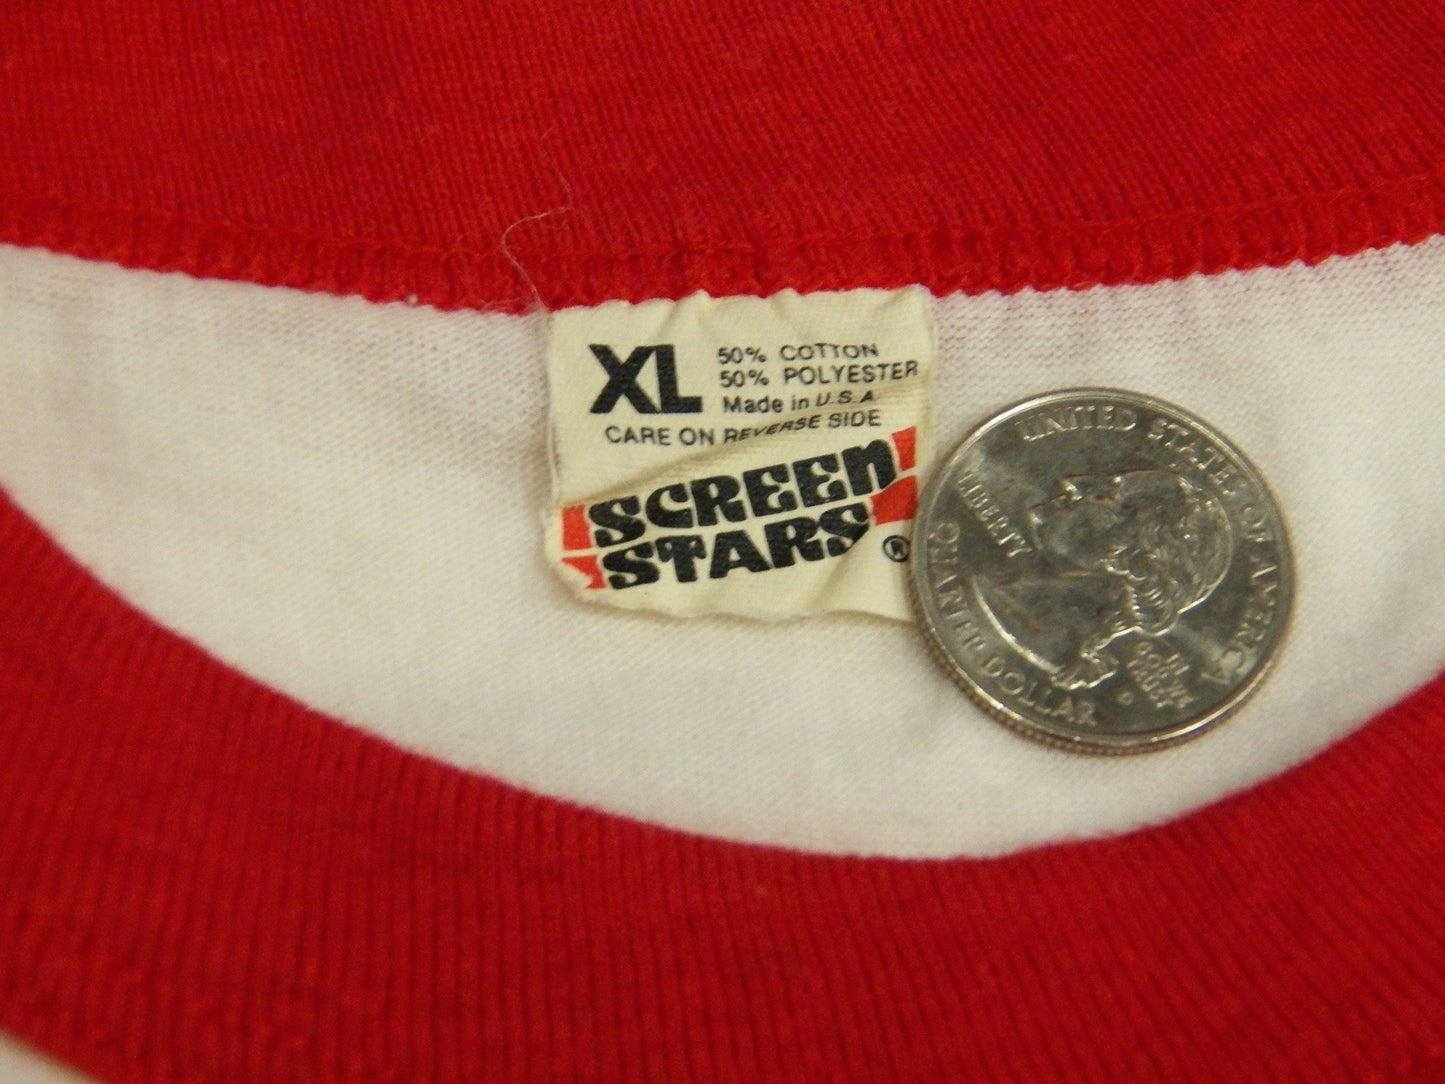 XL
50% COTTON
50% POLYESTER
Made in U.S.A
CARE ON REVERSE SIDE
SCREEN
STARS ®
UNITED STATES OF AMERICA
LIBERTY
IN
GOD WE
TRUST
D
QUARTER DOLLAR